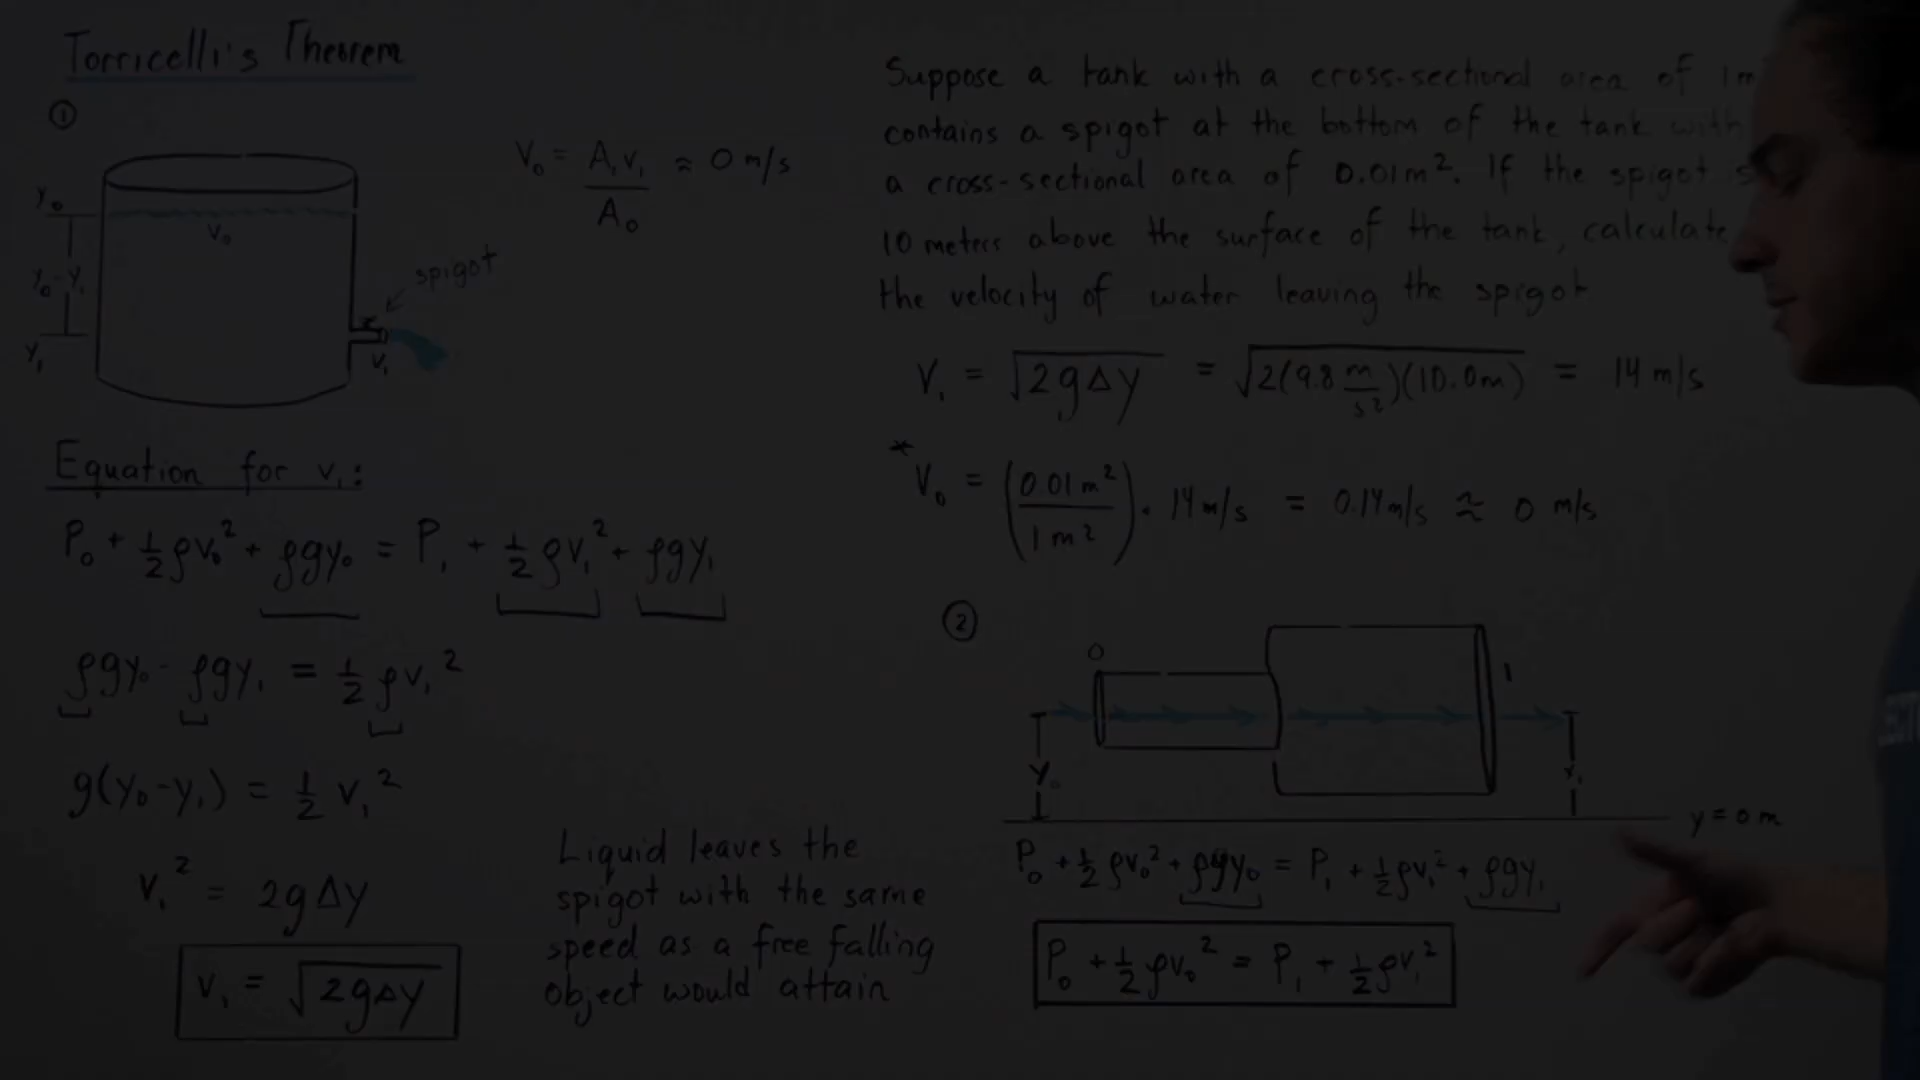 Torricelli's Theorem
①
V₀ = A₁v₁/A₀ ≈ 0 m/s
y₀
V₀
y₀-y₁
spigot
y₁
V₁
Equation for v₁:
P₀ + ½ρv₀² + ρgy₀ = P₁ + ½ρv₁² + ρgy₁
ρgy₀ - ρgy₁ = ½ρv₁²
g(y₀-y₁) = ½v₁²
v₁² = 2gΔy
v₁ = √2gΔy
Liquid leaves the
spigot with the same
speed as a free falling
object would attain
Suppose a tank with a cross-sectional area of 1m
contains a spigot at the bottom of the tank with
a cross-sectional area of 0.01m². If the spigot is
10 meters above the surface of the tank, calculate
the velocity of water leaving the spigot.
V₁ = √2gΔy = √2(9.8 m/s²)(10.0m) = 14 m/s
* V₀ = (0.01m²/1m²) · 14m/s = 0.14m/s ≈ 0 m/s
②
0
1
y₀
y₁
y = 0 m
P₀ + ½ρv₀² + ρgy₀ = P₁ + ½ρv₁² + ρgy₁
P₀ + ½ρv₀² = P₁ + ½ρv₁²